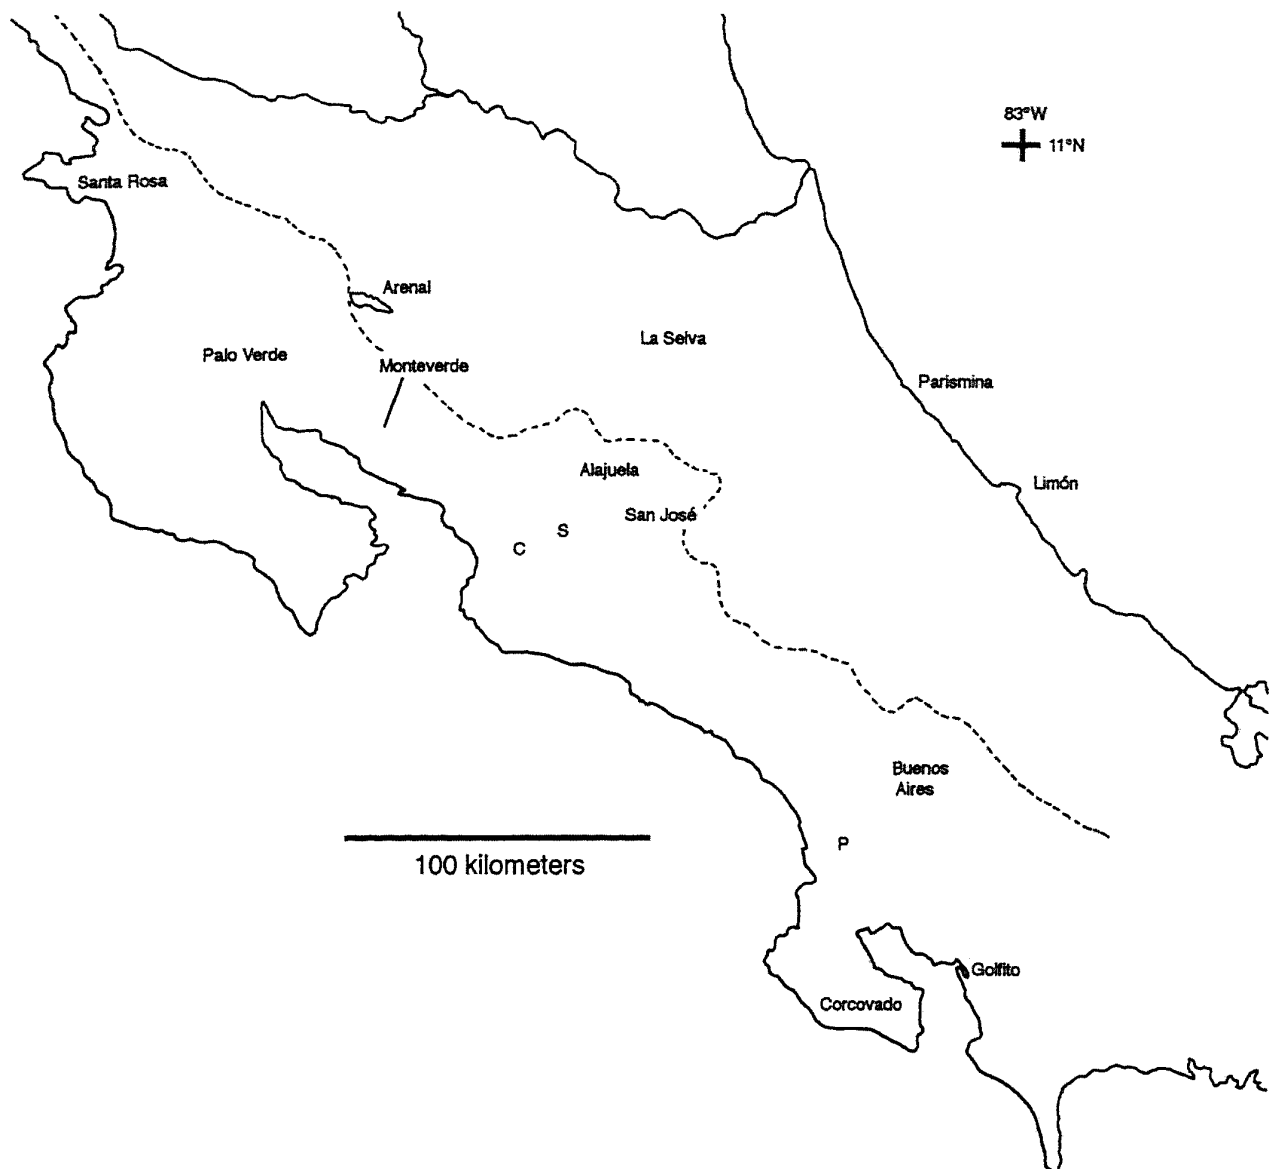 83°W
11°N
Santa Rosa
Arenal
La Selva
Palo Verde
Monteverde
Parismina
Alajuela
Limón
San José
S
C
Buenos
Aires
P
100 kilometers
Golfito
Corcovado